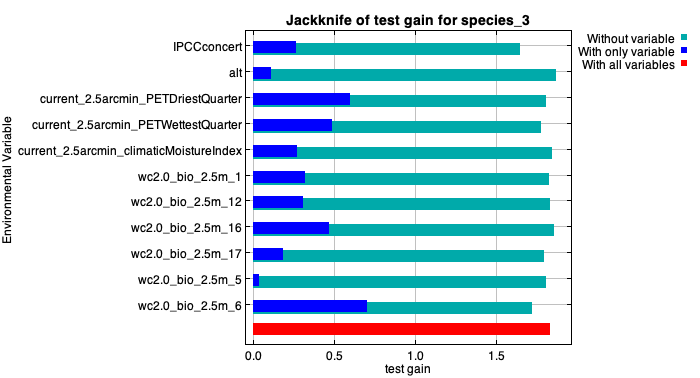 Jackknife of test gain for species_3
Without variable
With only variable
With all variables
Environmental Variable
IPCCconcert
alt
current_2.5arcmin_PETDriestQuarter
current_2.5arcmin_PETWettestQuarter
current_2.5arcmin_climaticMoistureIndex
wc2.0_bio_2.5m_1
wc2.0_bio_2.5m_12
wc2.0_bio_2.5m_16
wc2.0_bio_2.5m_17
wc2.0_bio_2.5m_5
wc2.0_bio_2.5m_6
0.0 0.5 1.0 1.5
test gain